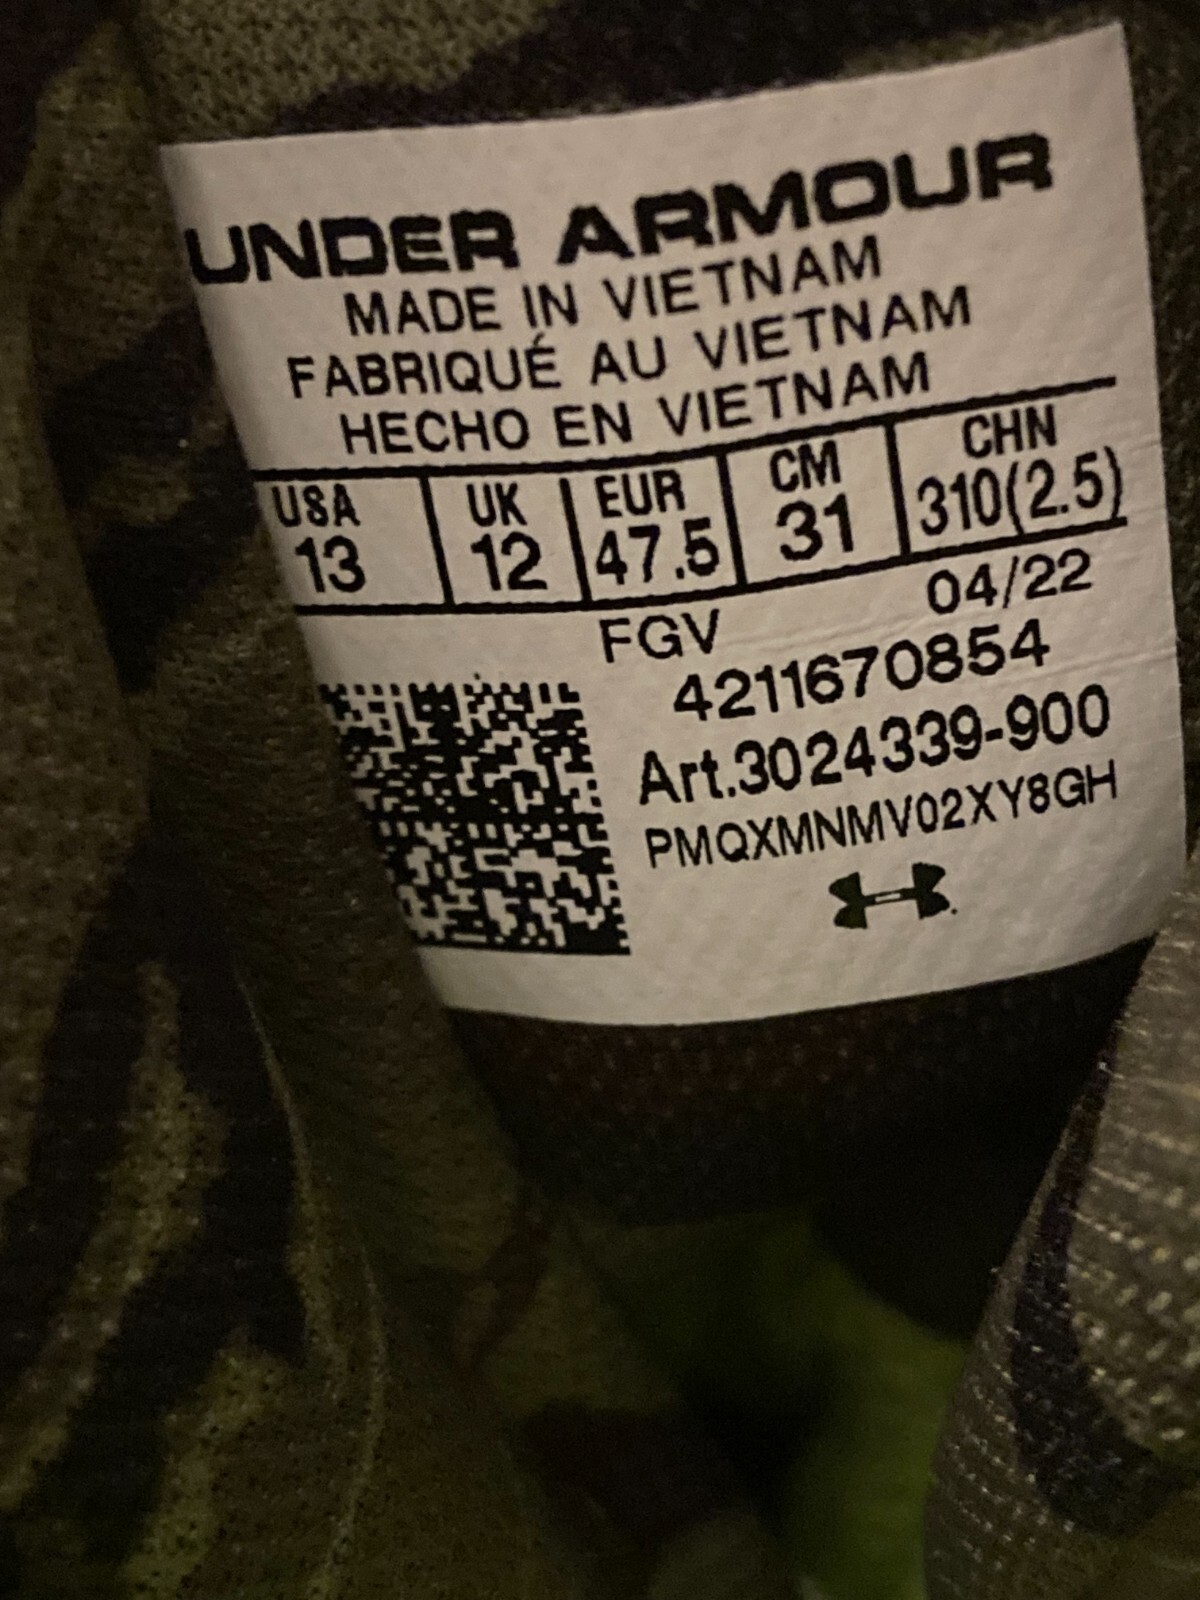 UNDER ARMOUR
MADE IN VIETNAM
FABRIQUÉ AU VIETNAM
HECHO EN VIETNAM
USA UK EUR CM CHN
13 12 47.5 31 310(2.5)
FGV 04/22
4211670854
Art.3024339-900
PMQXMNMV02XY8GH